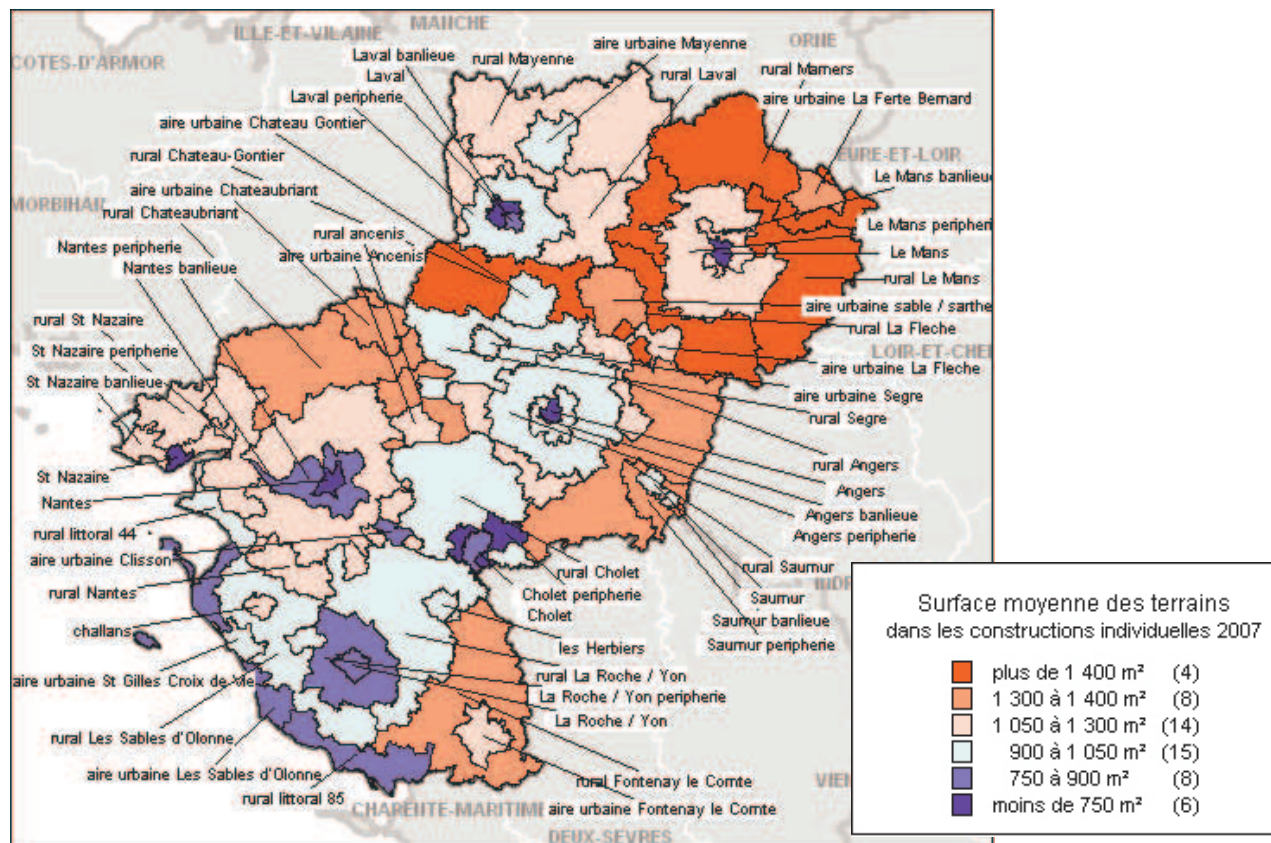 MANCHE
ILLE-ET-VILAINE
ORNE
COTES-D'ARMOR
EURE-ET-LOIR
MORBIHAN
LOIR-ET-CHER
INDR
VIEN
CHARENTE-MARITIME
DEUX-SEVRES
Laval banlieue
Laval
Laval peripherie
rural Mayenne
aire urbaine Mayenne
rural Laval
rural Mamers
aire urbaine La Ferte Bernard
aire urbaine Chateau Gontier
rural Chateau-Gontier
aire urbaine Chateaubriant
rural Chateaubriant
Nantes peripherie
Nantes banlieue
rural ancenis
aire urbaine Ancenis
Le Mans banlieue
Le Mans peripheri
Le Mans
rural Le Mans
aire urbaine sable / sarthe
rural La Fleche
aire urbaine La Fleche
aire urbaine Segre
rural Segre
rural St Nazaire
St Nazaire peripherie
St Nazaire banlieue
St Nazaire
Nantes
rural littoral 44
aire urbaine Clisson
rural Nantes
challans
aire urbaine St Gilles Croix de Vie
rural Les Sables d'Olonne
aire urbaine Les Sables d'Olonne
rural littoral 85
rural Angers
Angers
Angers banlieue
Angers peripherie
rural Saumur
Saumur
Saumur banlieue
Saumur peripherie
rural Cholet
Cholet peripherie
Cholet
les Herbiers
rural La Roche / Yon
La Roche / Yon peripherie
La Roche / Yon
rural Fontenay le Comte
aire urbaine Fontenay le Comte
Surface moyenne des terrains
dans les constructions individuelles 2007
plus de 1 400 m² (4)
1 300 à 1 400 m² (8)
1 050 à 1 300 m² (14)
900 à 1 050 m² (15)
750 à 900 m² (8)
moins de 750 m² (6)